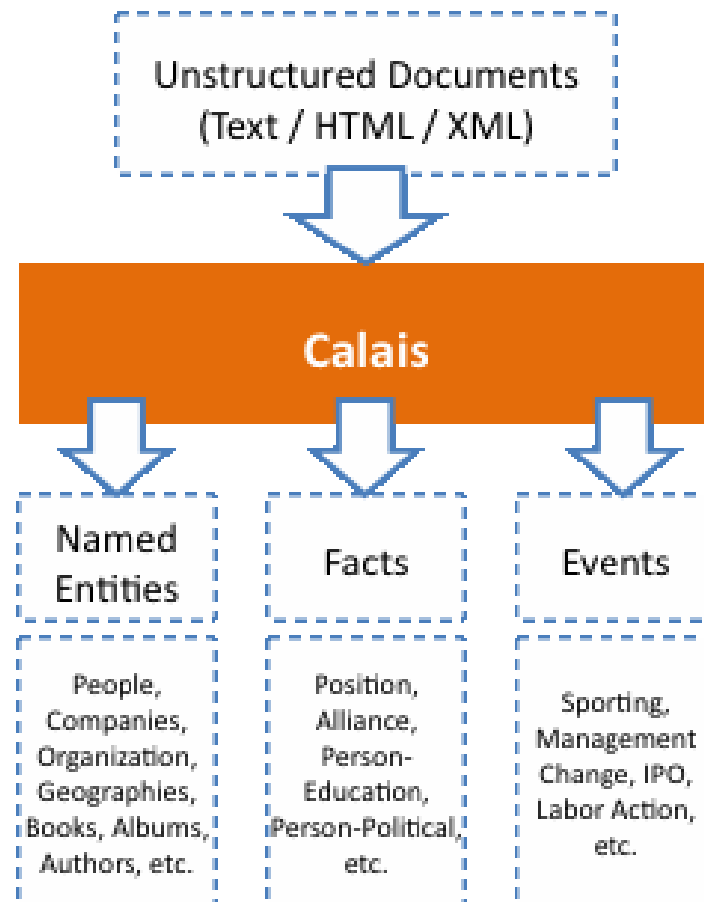 Unstructured Documents
(Text / HTML / XML)
Calais
Named
Entities
Facts
Events
People,
Companies,
Organization,
Geographies,
Books, Albums,
Authors, etc.
Position,
Alliance,
Person-
Education,
Person-Political,
etc.
Sporting,
Management
Change, IPO,
Labor Action,
etc.